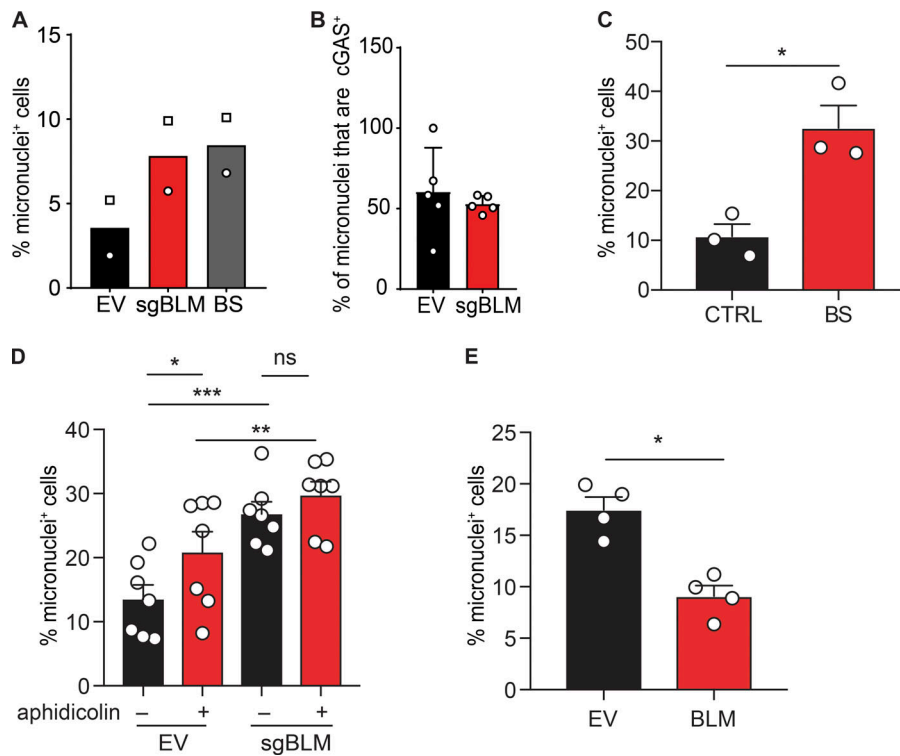 A
% micronuclei⁺ cells
15
10
5
0
EV sgBLM BS
B
% of micronuclei that are cGAS⁺
150
100
50
0
EV sgBLM
C
% micronuclei⁺ cells
50
40
30
20
10
0
*
CTRL BS
D
% micronuclei⁺ cells
* ns
***
**
40
30
20
10
0
aphidicolin – + – +
EV sgBLM
E
% micronuclei⁺ cells
25
20
15
10
5
0
*
EV BLM